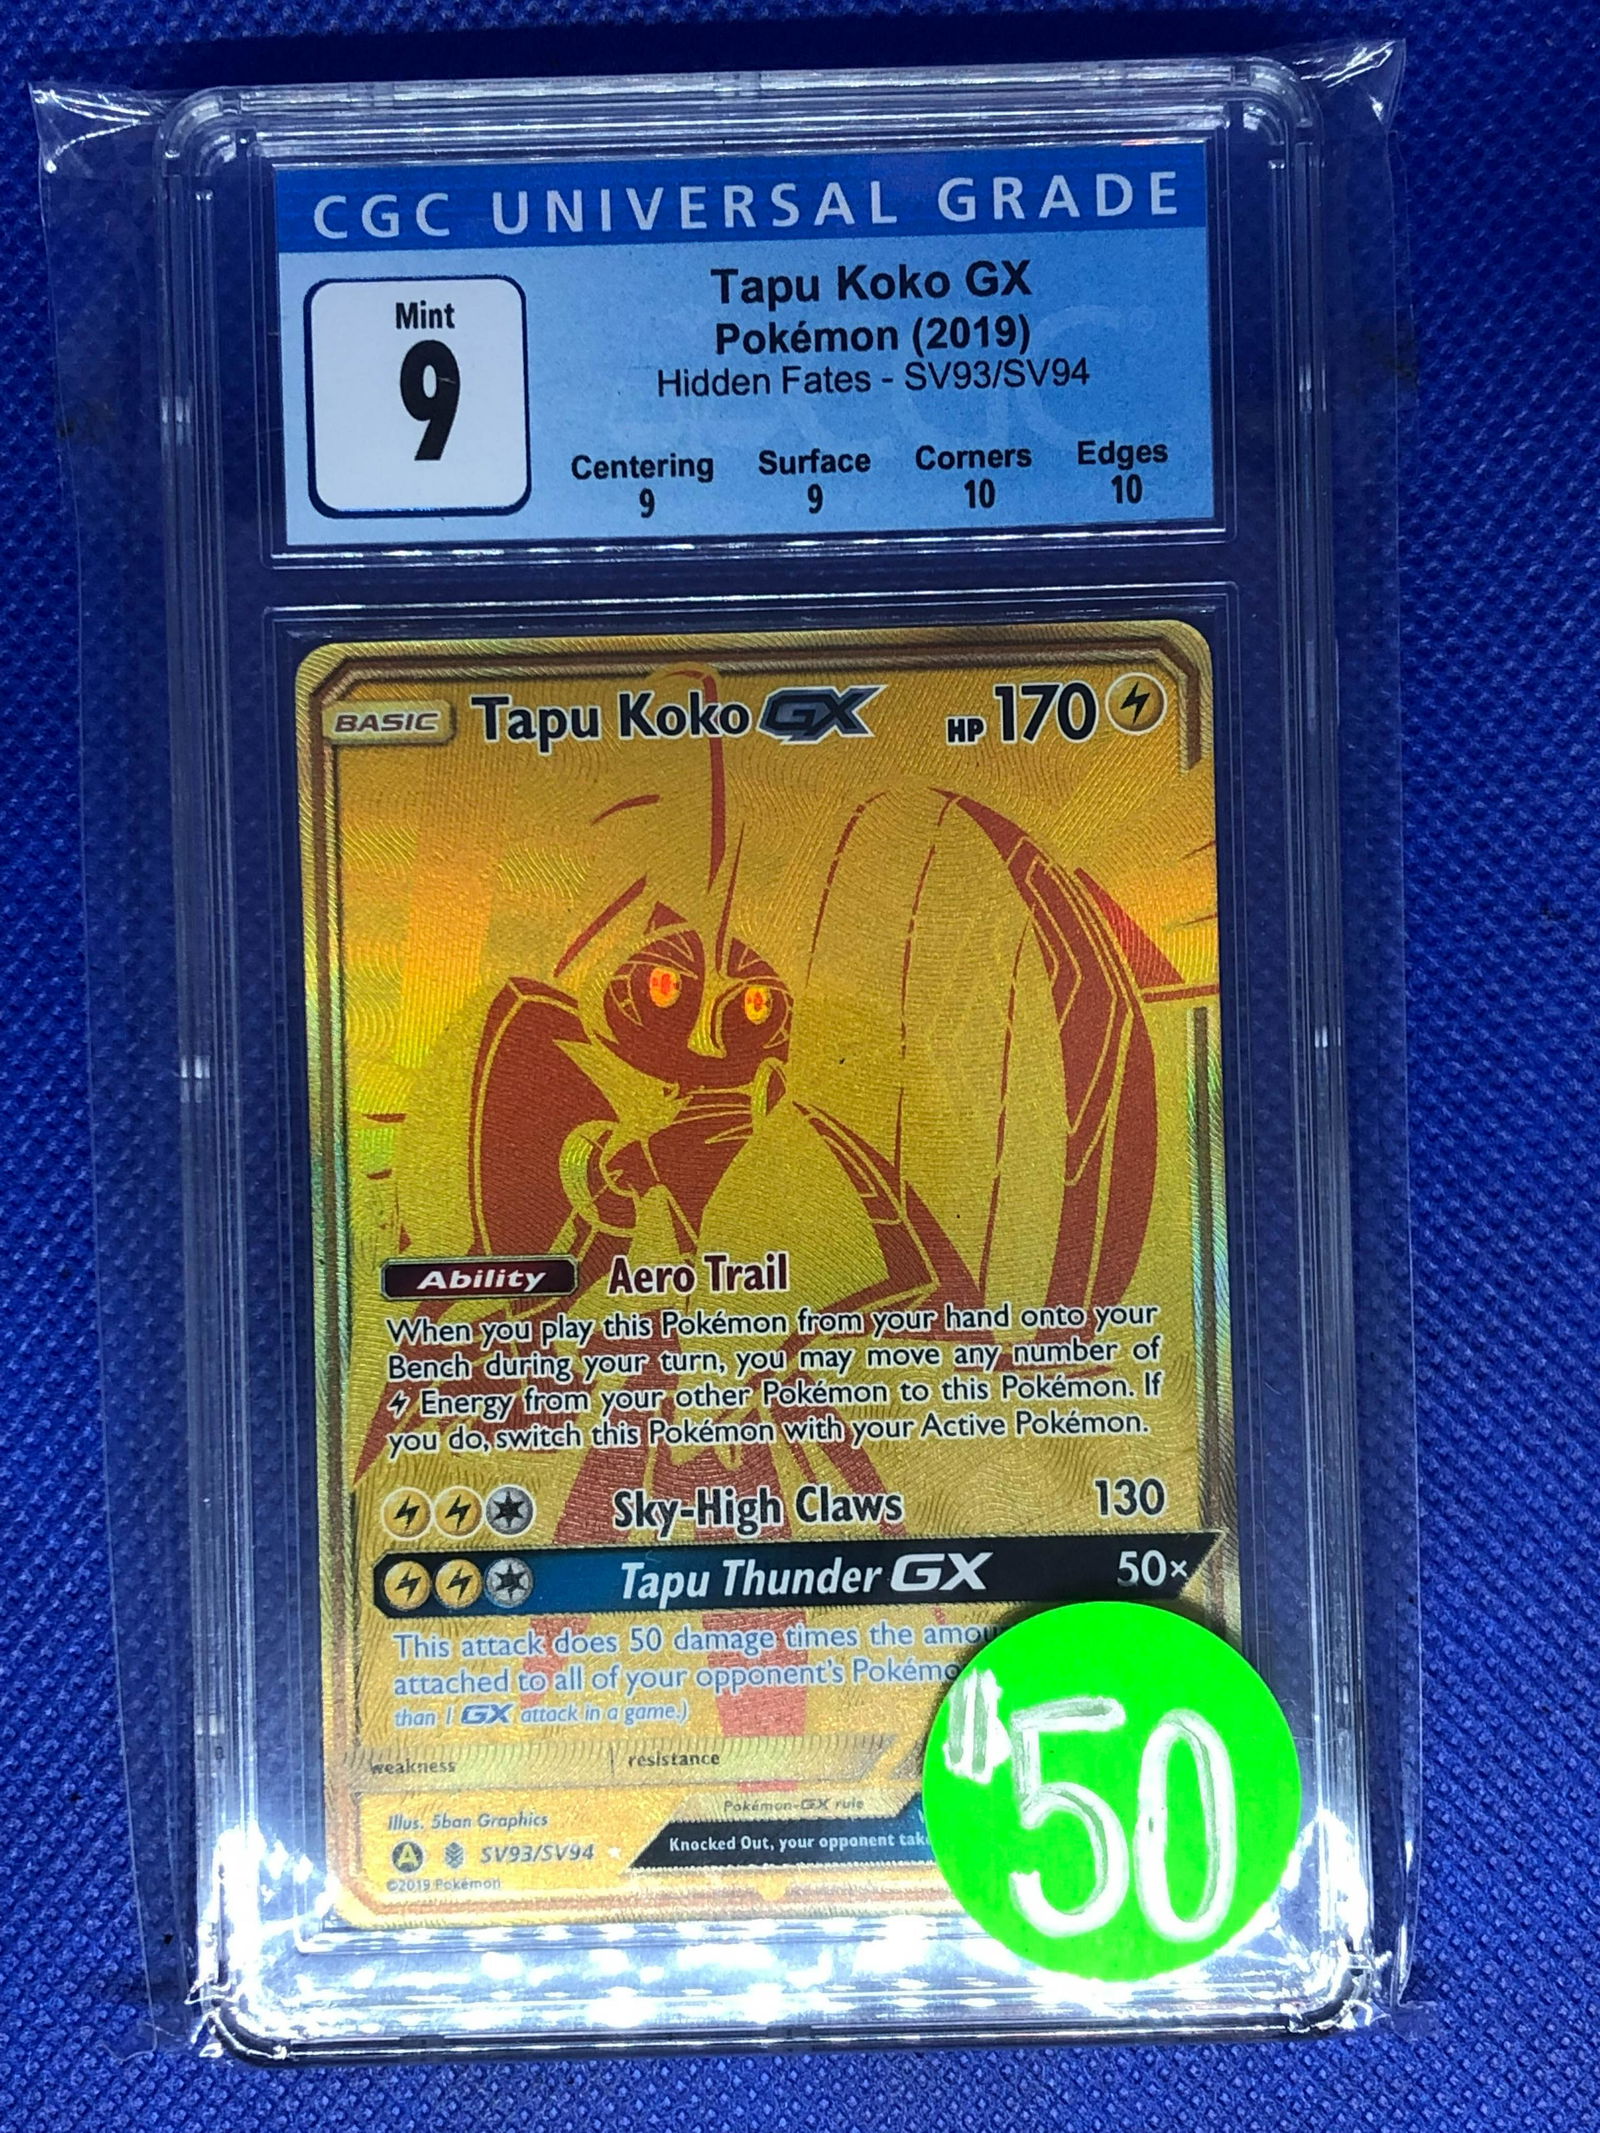 CGC UNIVERSAL GRADE
Mint
9
Tapu Koko GX
Pokémon (2019)
Hidden Fates - SV93/SV94
Centering Surface Corners Edges
9 9 10 10
BASIC Tapu Koko GX HP 170
Ability Aero Trail
When you play this Pokémon from your hand onto your
Bench during your turn, you may move any number of
Energy from your other Pokémon to this Pokémon. If
you do, switch this Pokémon with your Active Pokémon.
Sky-High Claws 130
Tapu Thunder GX 50×
This attack does 50 damage times the
attached to all of your opponent's
than 1 GX attack in a game.)
weakness resistance
Illus. 5ban Graphics Pokémon-GX rule
A SV93/SV94 Knocked Out, your opponent
©2019 Pokémon
$50